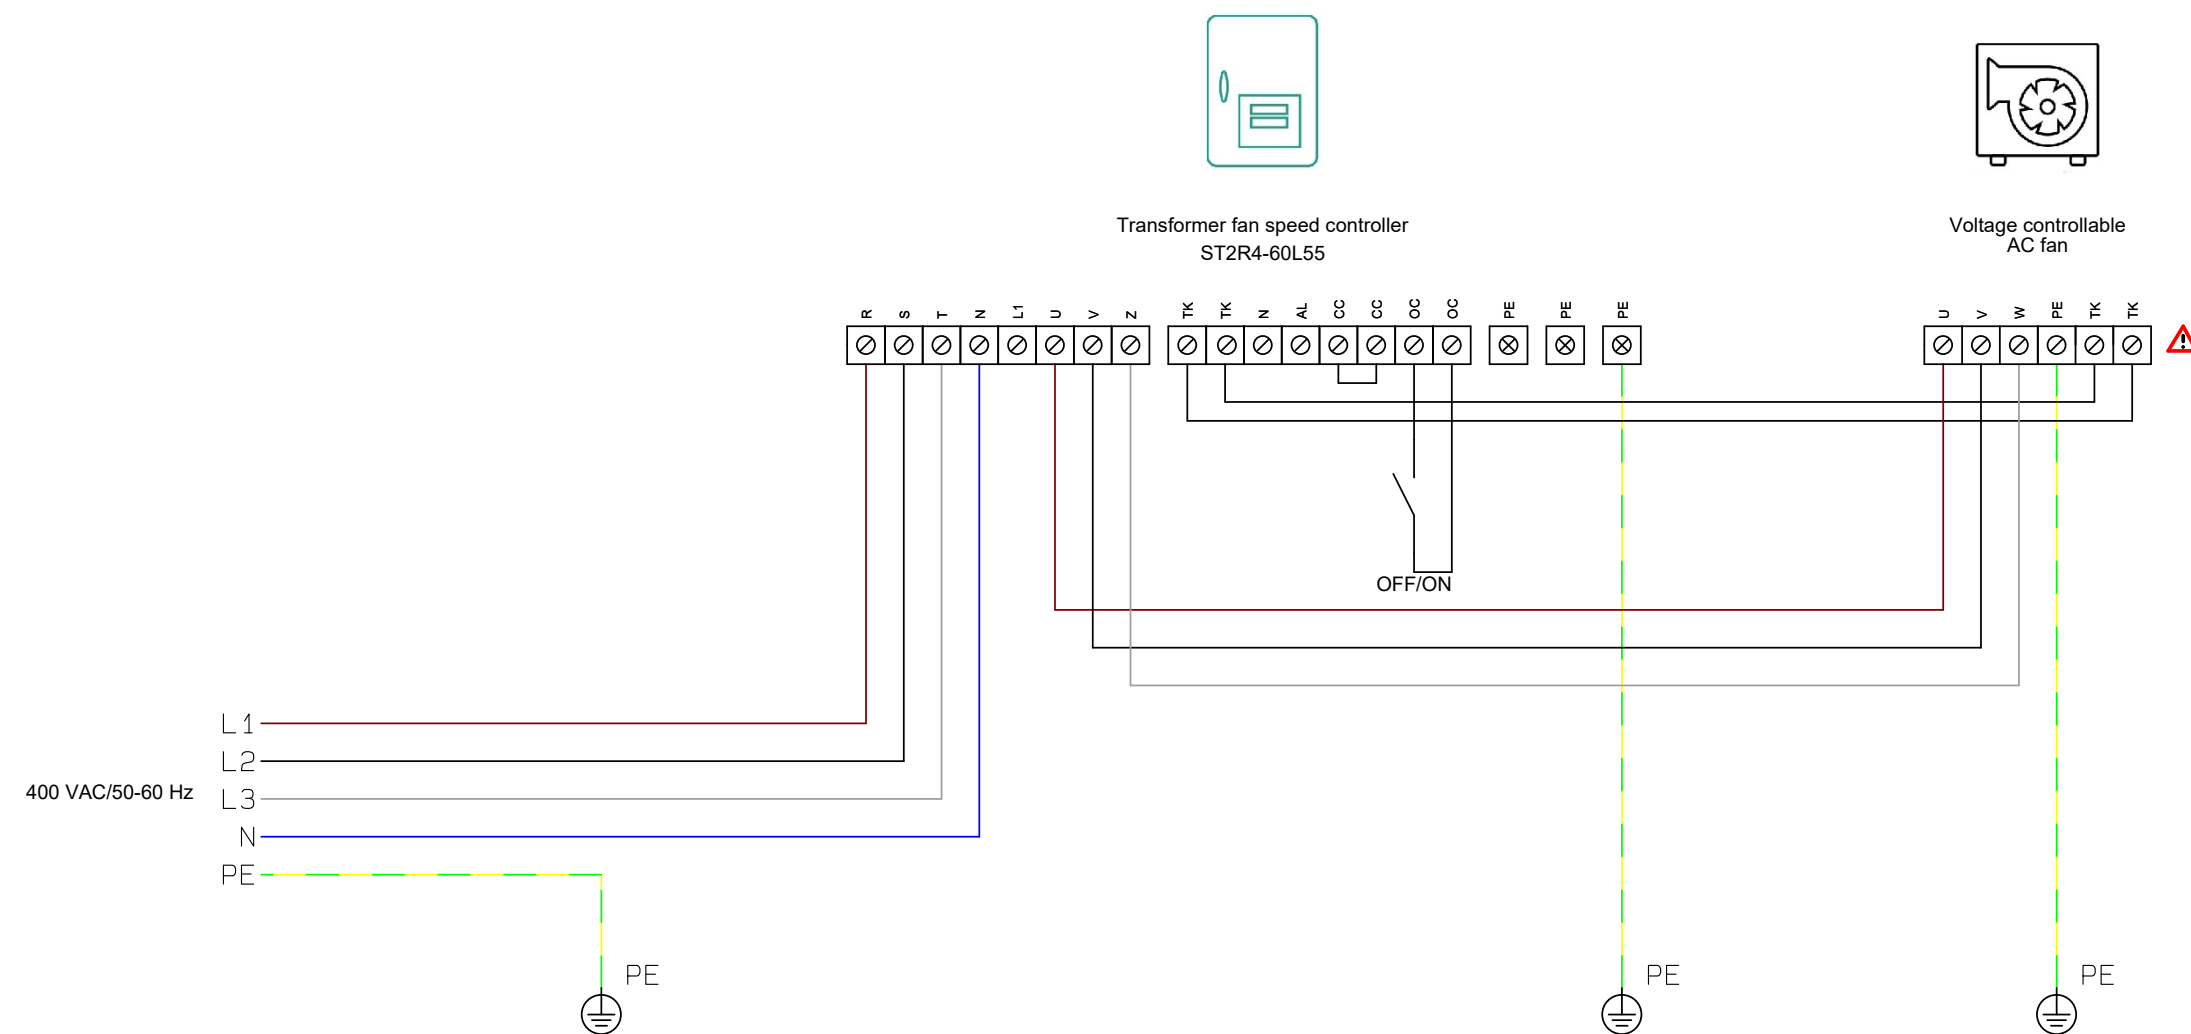 Transformer fan speed controller
ST2R4-60L55
Voltage controllable
AC fan
R S T N L1 U V Z TK TK N AL CC CC OC OC PE PE PE U V W PE TK TK
OFF/ON
L1
L2
400 VAC/50-60 Hz
L3
N
PE
PE PE PE